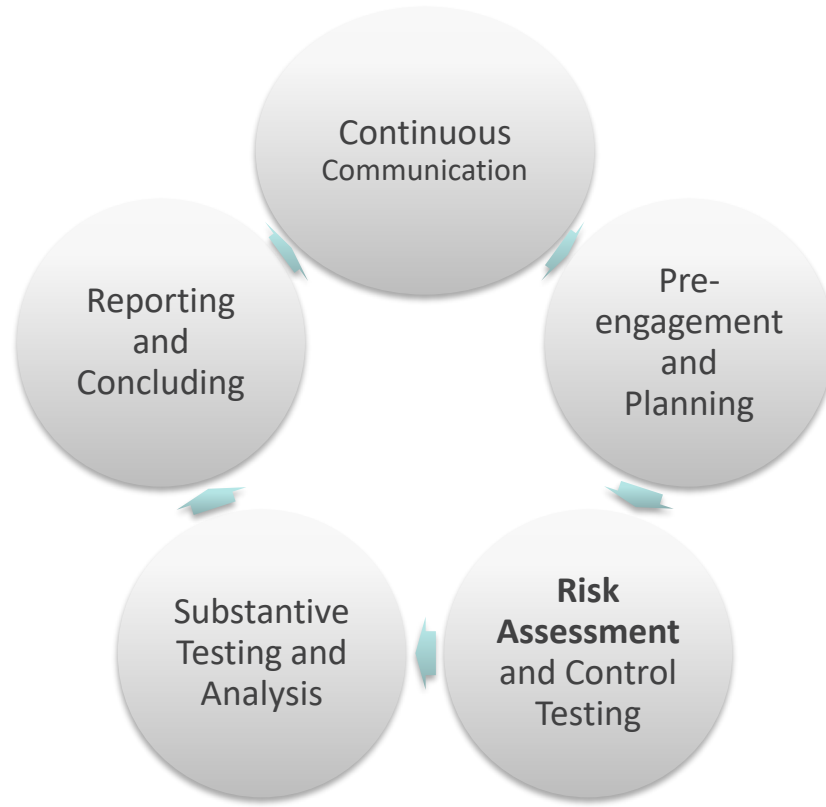 Continuous
Communication
Pre-
engagement
and
Planning
Risk
Assessment
and Control
Testing
Substantive
Testing and
Analysis
Reporting
and
Concluding